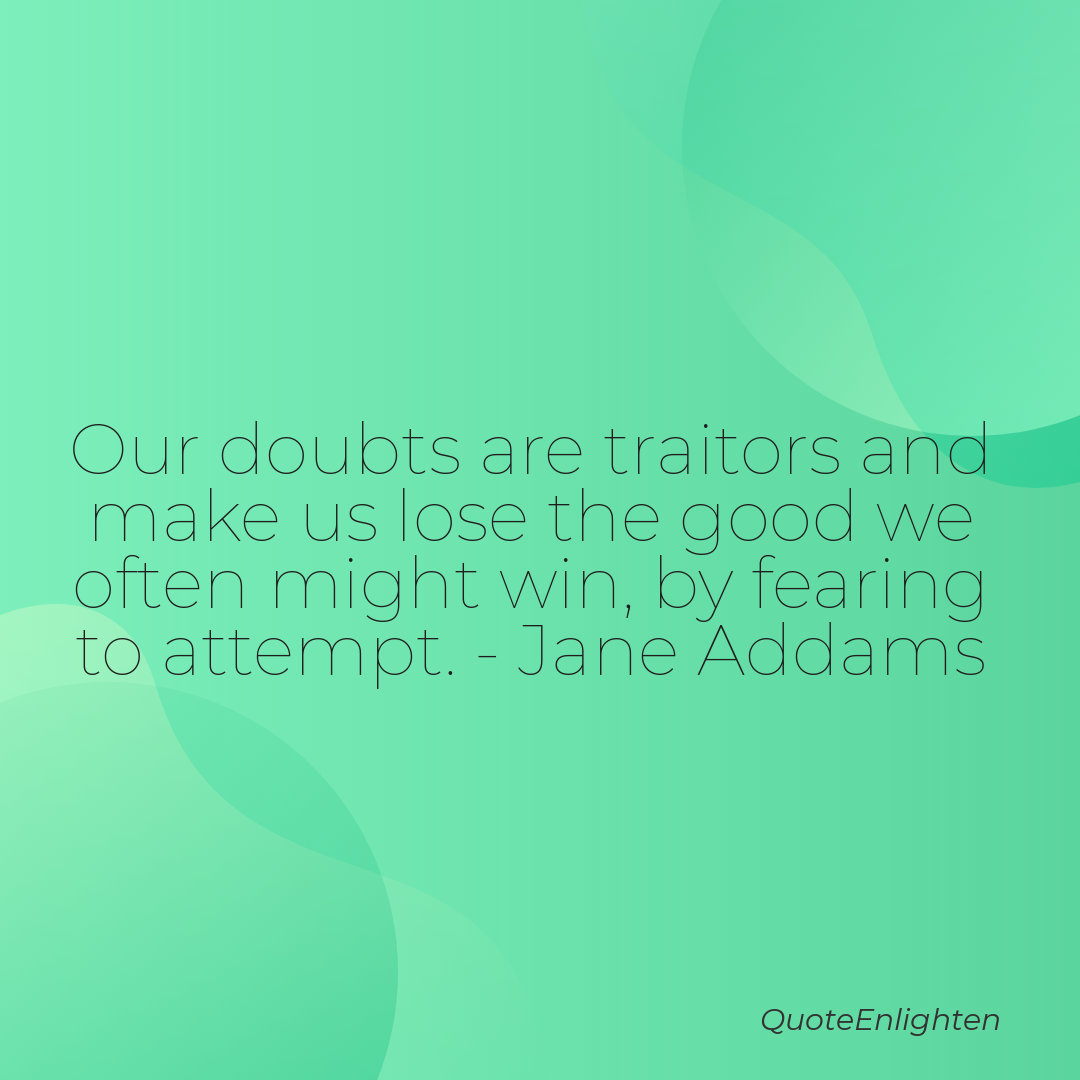 Our doubts are traitors and
make us lose the good we
often might win, by fearing
to attempt. - Jane Addams
QuoteEnlighten